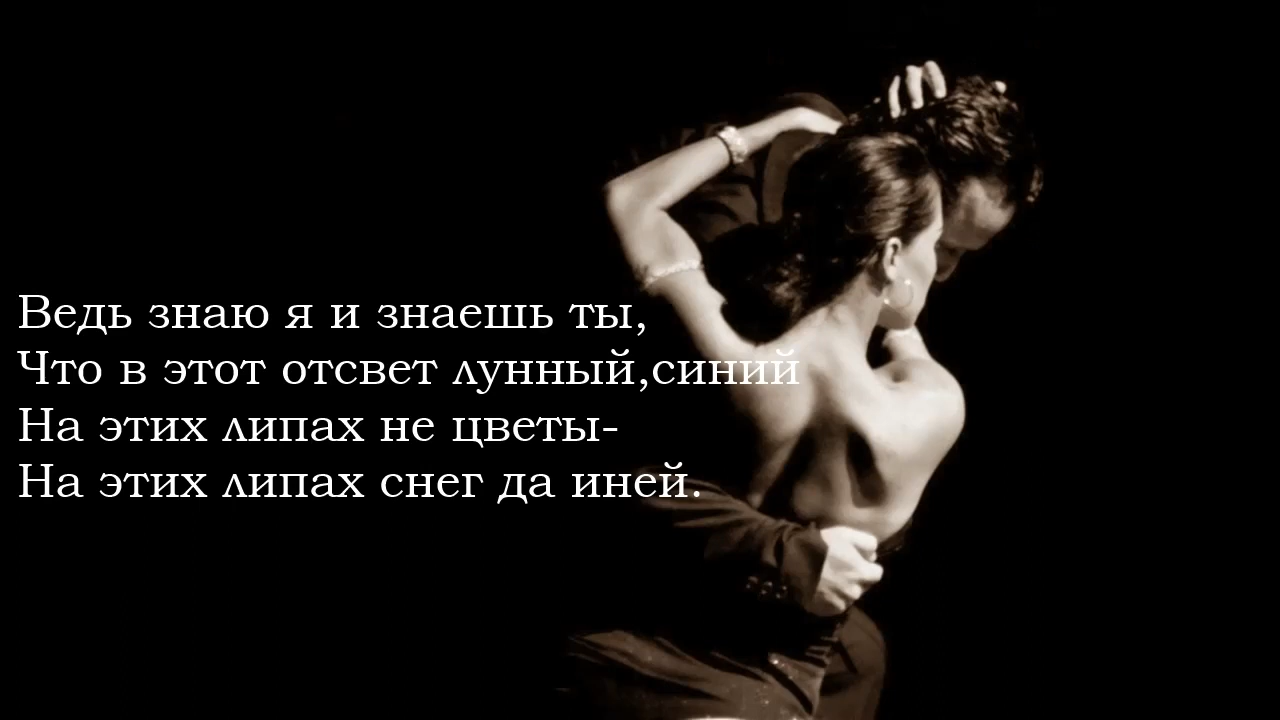 Ведь знаю я и знаешь ты,
Что в этот отсвет лунный,синий
На этих липах не цветы-
На этих липах снег да иней.